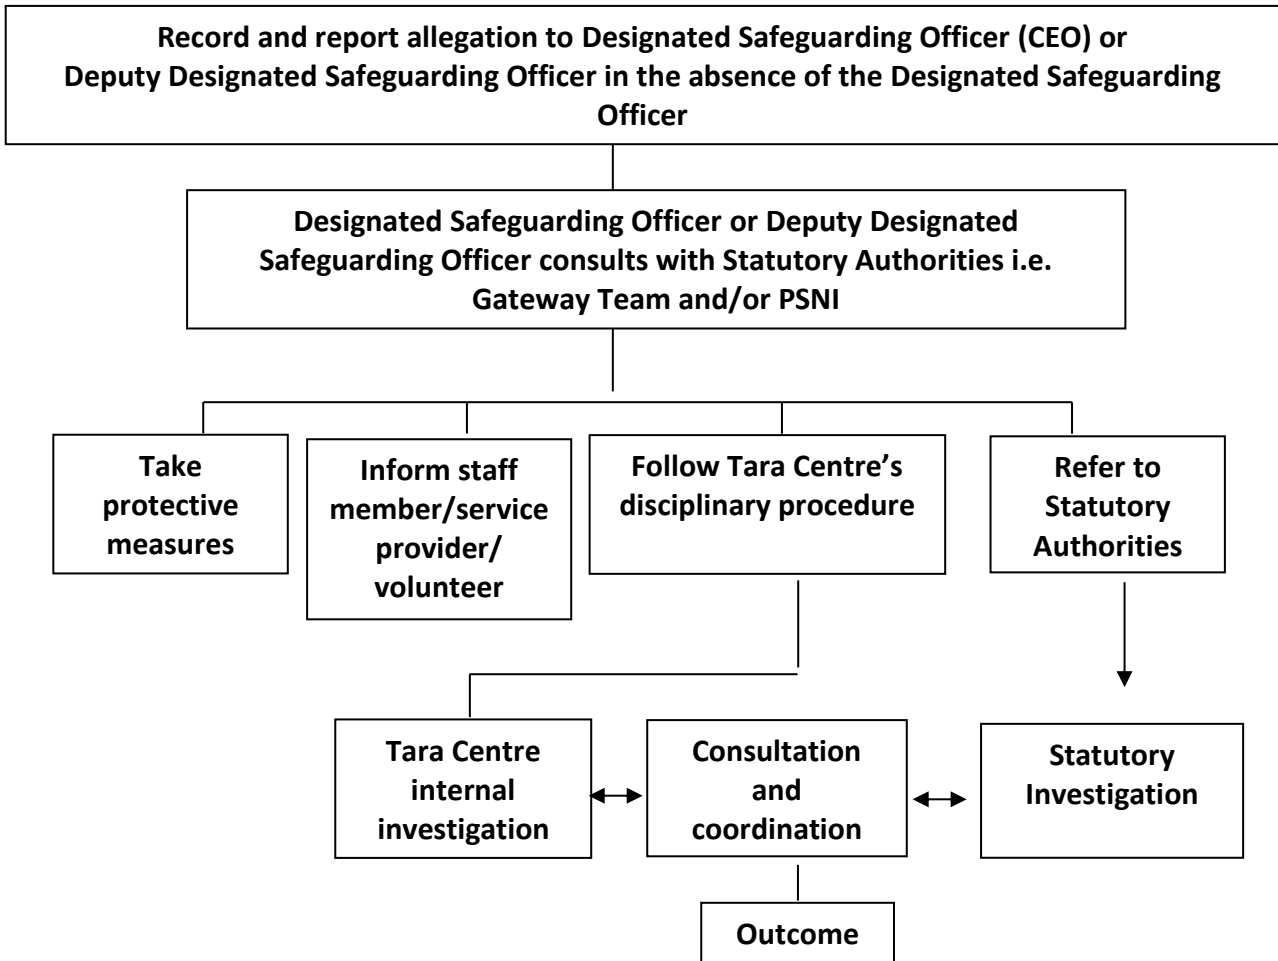 Record and report allegation to Designated Safeguarding Officer (CEO) or
Deputy Designated Safeguarding Officer in the absence of the Designated Safeguarding
Officer
Designated Safeguarding Officer or Deputy Designated
Safeguarding Officer consults with Statutory Authorities i.e.
Gateway Team and/or PSNI
Take
protective
measures
Inform staff
member/service
provider/
volunteer
Follow Tara Centre’s
disciplinary procedure
Refer to
Statutory
Authorities
Tara Centre
internal
investigation
Consultation
and
coordination
Statutory
Investigation
Outcome